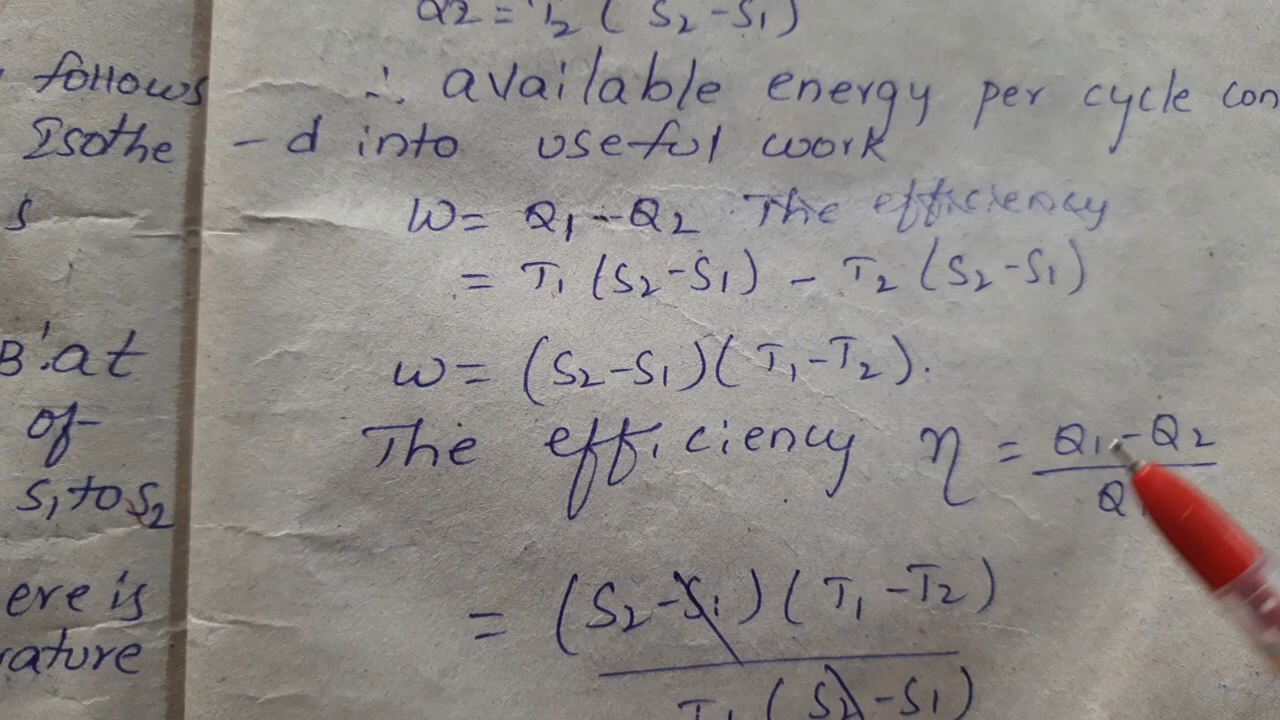 follows
Isothe
s
B'.at
of
S₁ to S₂
ere is
rature
Q2 = T₂ ( S₂ - S₁ )
∴ available energy per cycle con
- d into useful work
W = Q₁ - Q₂ The efficiency
= T₁ (S₂ - S₁) - T₂ (S₂ - S₁)
W = (S₂ - S₁)( T₁ - T₂ ).
The efficiency η = Q₁ - Q₂ / Q
= (S₂ - S₁) ( T₁ - T₂ )
T₁ ( S₂ - S₁ )